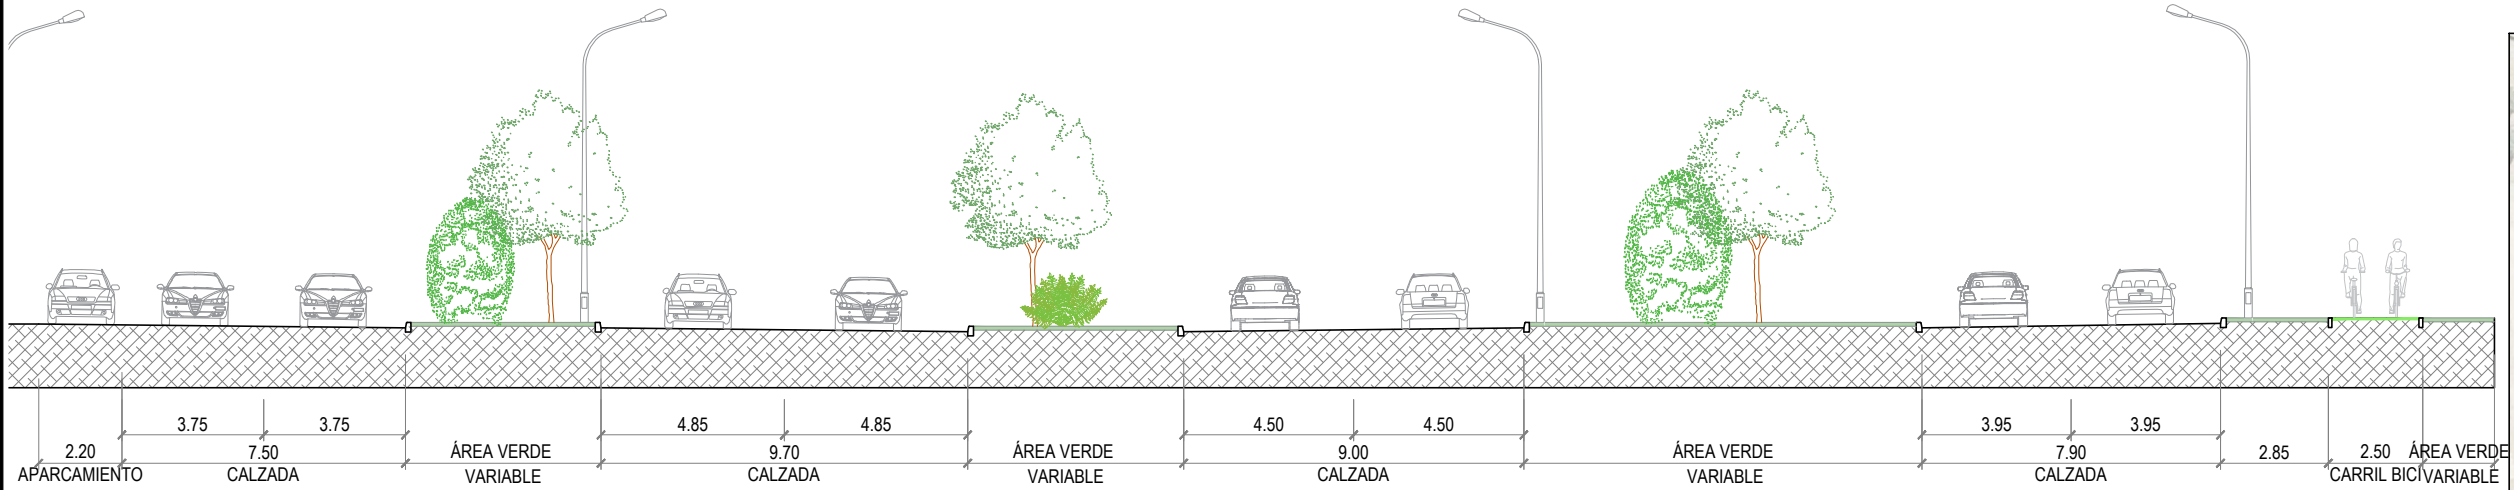 3.75 3.75 4.85 4.85 4.50 4.50 3.95 3.95
2.20 7.50 ÁREA VERDE 9.70 ÁREA VERDE 9.00 ÁREA VERDE 7.90 2.85 2.50 ÁREA VERDE
APARCAMIENTO CALZADA VARIABLE CALZADA VARIABLE CALZADA VARIABLE CALZADA CARRIL BICI VARIABLE